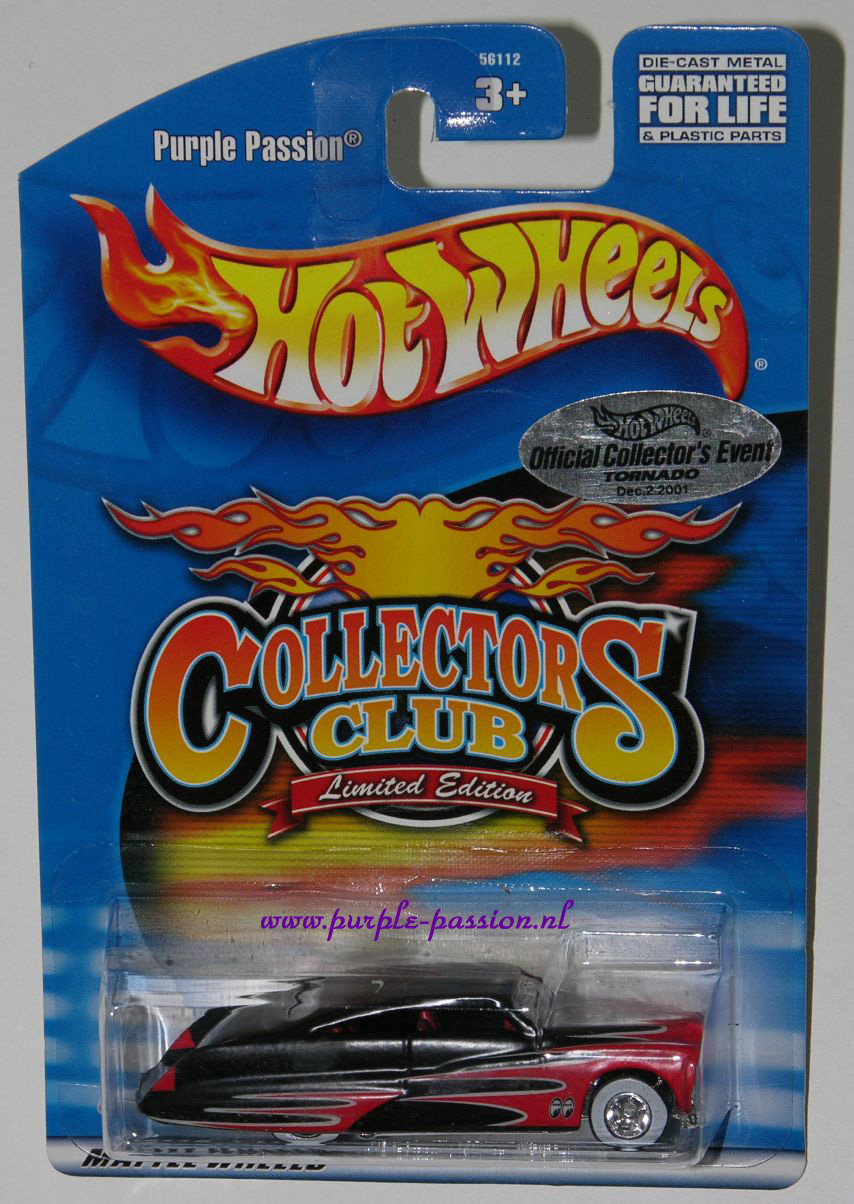 56112
3+
DIE-CAST METAL
GUARANTEED
FOR LIFE
& PLASTIC PARTS
Purple Passion®
Hot Wheels®
Hot Wheels®
Official Collector's Event
TORNADO
Dec.2.2001
COLLECTORS
CLUB
Limited Edition
www.purple-passion.nl